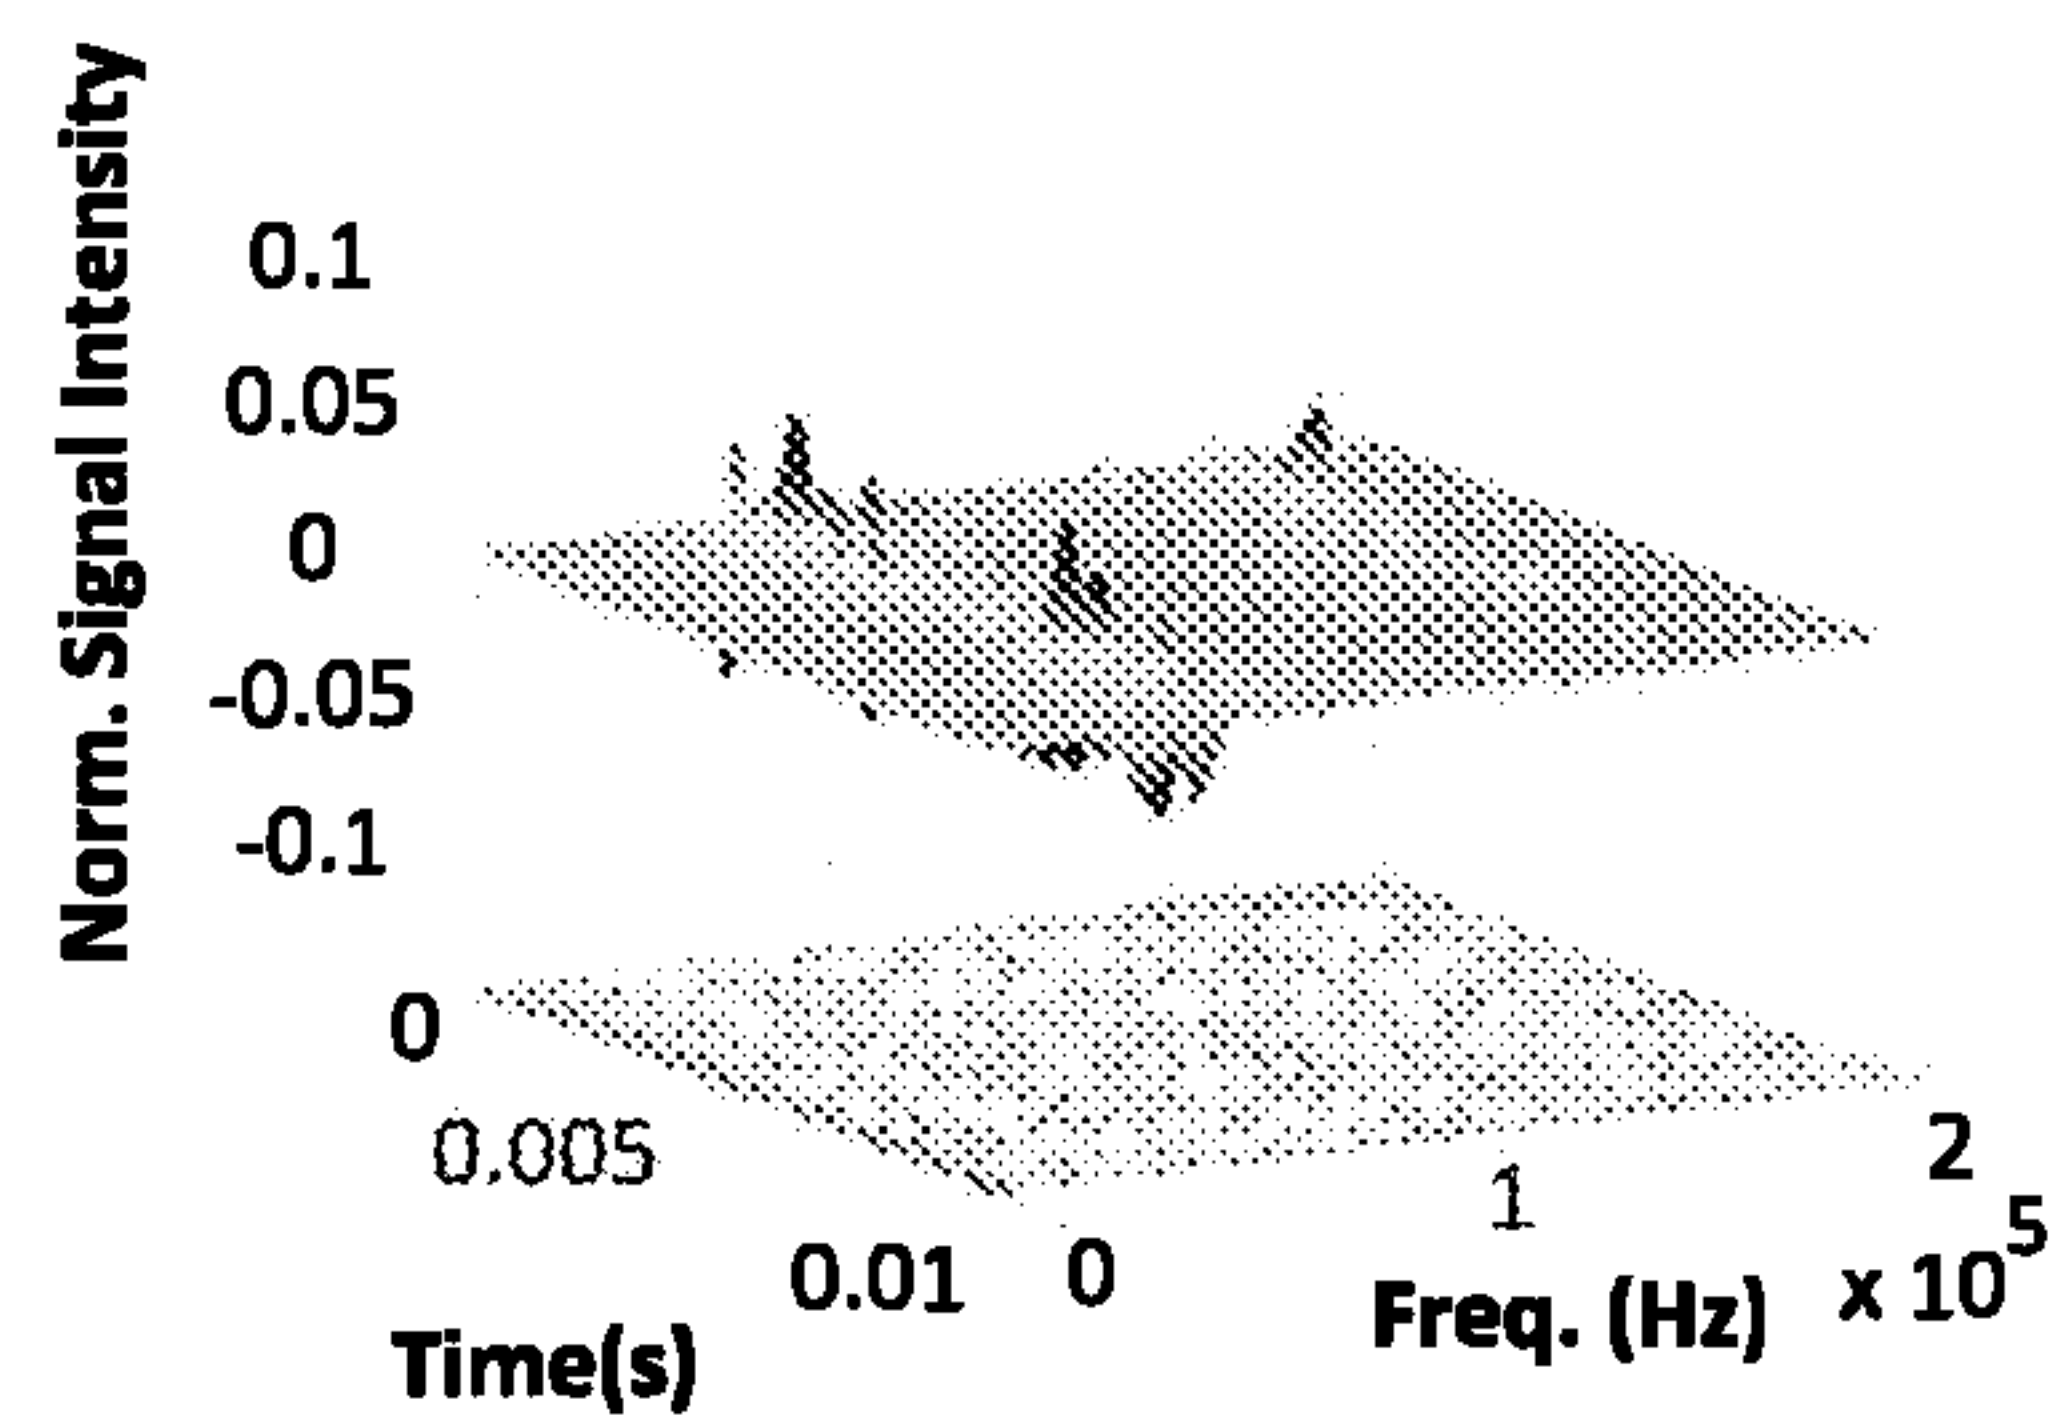 Norm. Signal Intensity
0.1
0.05
0
-0.05
-0.1
0
0.005
0.01
Time(s)
0
1
2
x 10^5
Freq. (Hz)